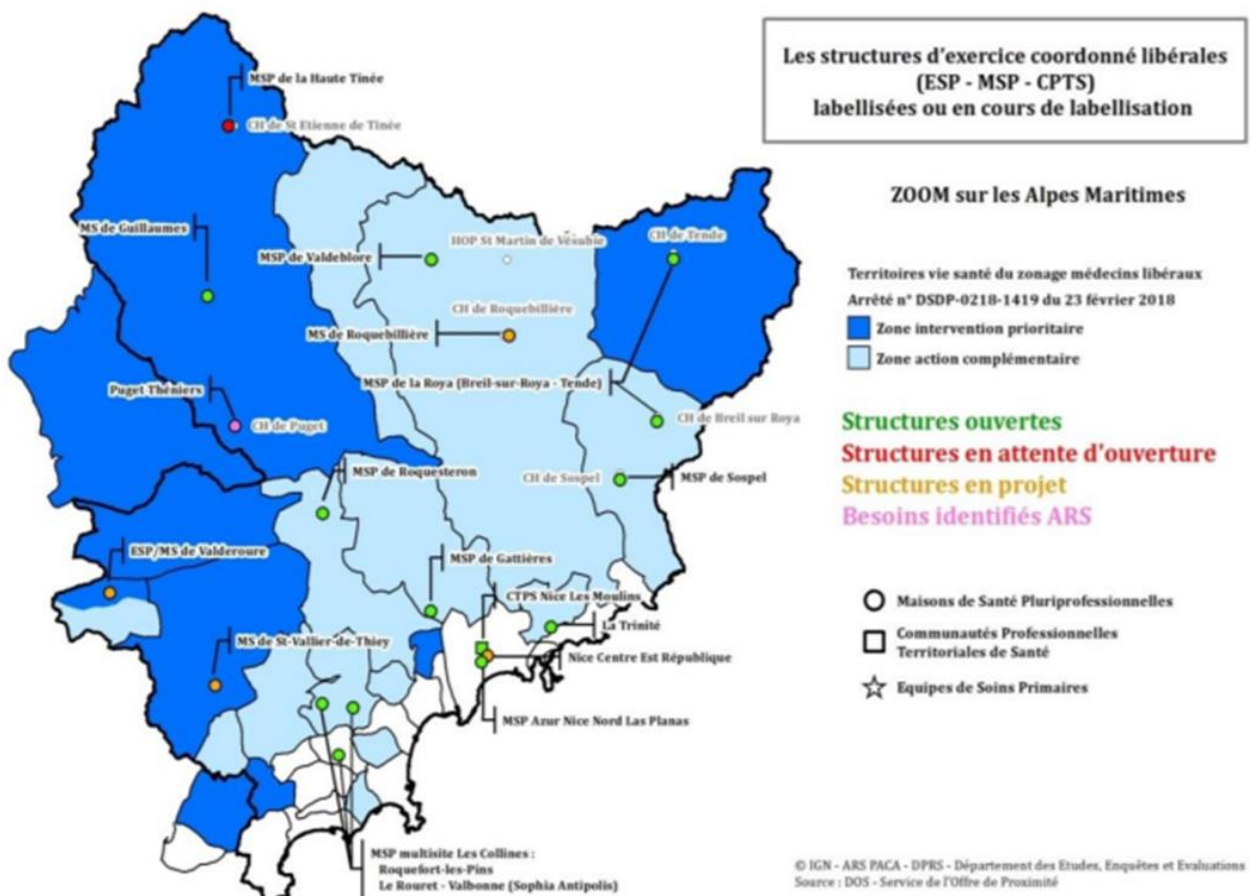 Les structures d'exercice coordonné libérales
(ESP - MSP - CPTS)
labellisées ou en cours de labellisation
ZOOM sur les Alpes Maritimes
Territoires vie santé du zonage médecins libéraux
Arrêté n° DSDP-0218-1419 du 23 février 2018
Zone intervention prioritaire
Zone action complémentaire
Structures ouvertes
Structures en attente d'ouverture
Structures en projet
Besoins identifiés ARS
Maisons de Santé Pluriprofessionnelles
Communautés Professionnelles
Territoriales de Santé
Equipes de Soins Primaires
MSP de la Haute Tinée
CH de St Etienne de Tinée
MS de Guillaumes
MSP de Valdeblore
HOP St Martin de Vésubie
CH de Tende
CH de Roquebillière
MS de Roquebillière
MSP de la Roya (Breil-sur-Roya - Tende)
Puget Théniers
CH de Puget
CH de Breil sur Roya
MSP de Roquesteron
CH de Sospel
MSP de Sospel
ESP/MS de Valderoure
MSP de Gattières
CTPS Nice Les Moulins
La Trinité
MS de St-Vallier-de-Thiey
Nice Centre Est République
MSP Azur Nice Nord Las Planas
MSP multisite Les Collines :
Roquefort-les-Pins
Le Rouret - Valbonne (Sophia Antipolis)
© IGN - ARS PACA - DPRS - Département des Etudes, Enquêtes et Evaluations
Source : DOS - Service de l'Offre de Proximité